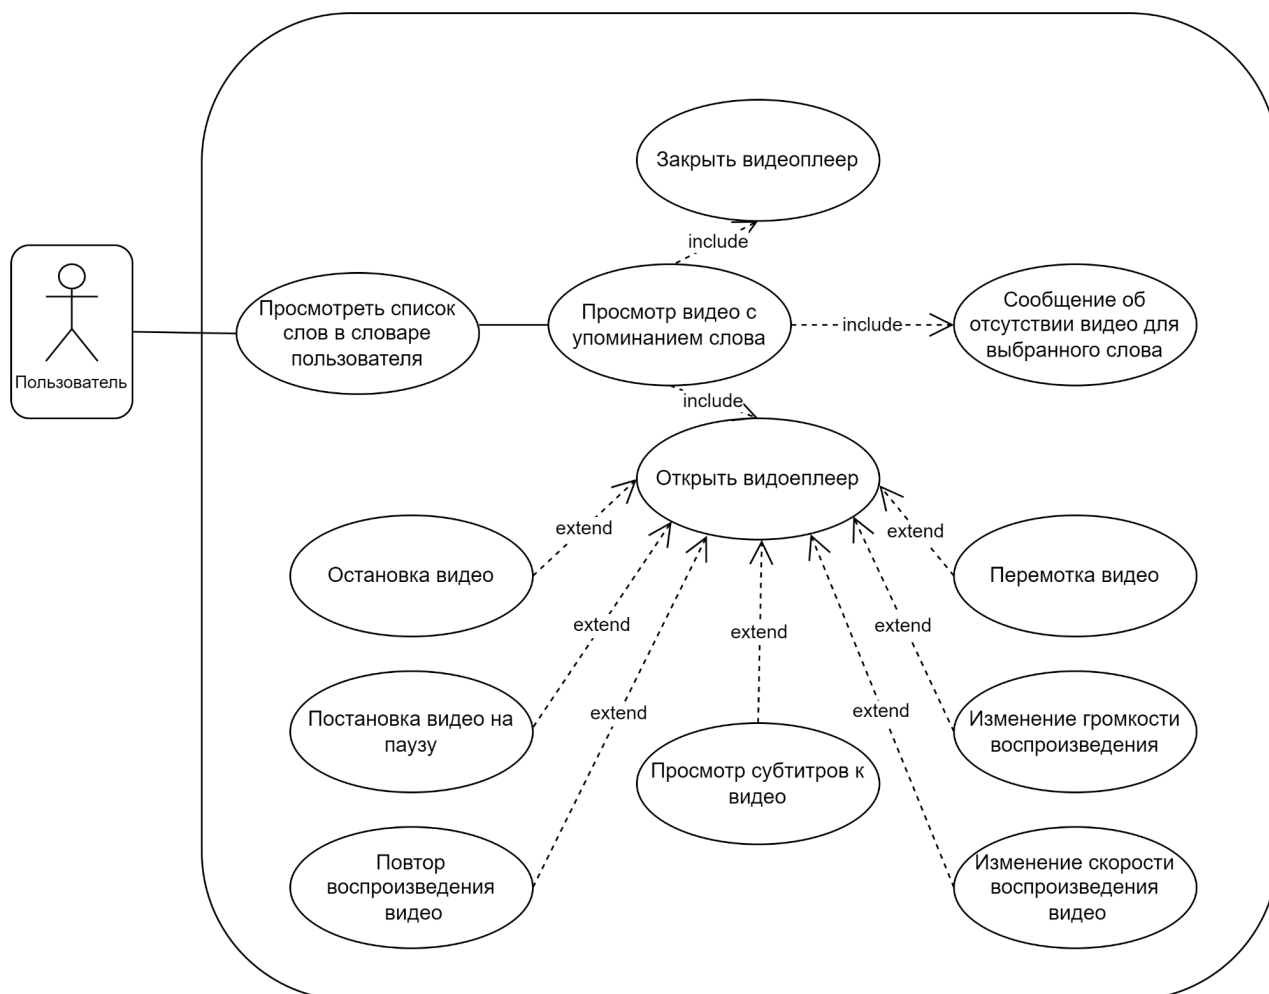 Закрыть видеоплеер
include
Пользователь
Просмотреть список
слов в словаре
пользователя
Просмотр видео с
упоминанием слова
include
Сообщение об
отсутствии видео для
выбранного слова
include
Открыть видоеплеер
extend
extend
Остановка видео
Перемотка видео
extend
extend
extend
Постановка видео на
паузу
extend
extend
Изменение громкости
воспроизведения
Просмотр субтитров к
видео
Повтор
воспроизведения
видео
Изменение скорости
воспроизведения
видео